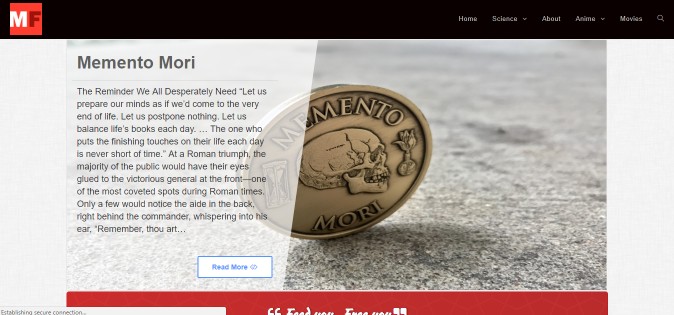 MF
Home Science About Anime Movies
Memento Mori
The Reminder We All Desperately Need “Let us
prepare our minds as if we’d come to the very
end of life. Let us postpone nothing. Let us
balance life’s books each day. … The one who
puts the finishing touches on their life each day
is never short of time.” At a Roman triumph, the
majority of the public would have their eyes
glued to the victorious general at the front—one
of the most coveted spots during Roman times.
Only a few would notice the aide in the back,
right behind the commander, whispering into his
ear, “Remember, thou art…
Read More
MEMENTO
MORI
Establishing secure connection...